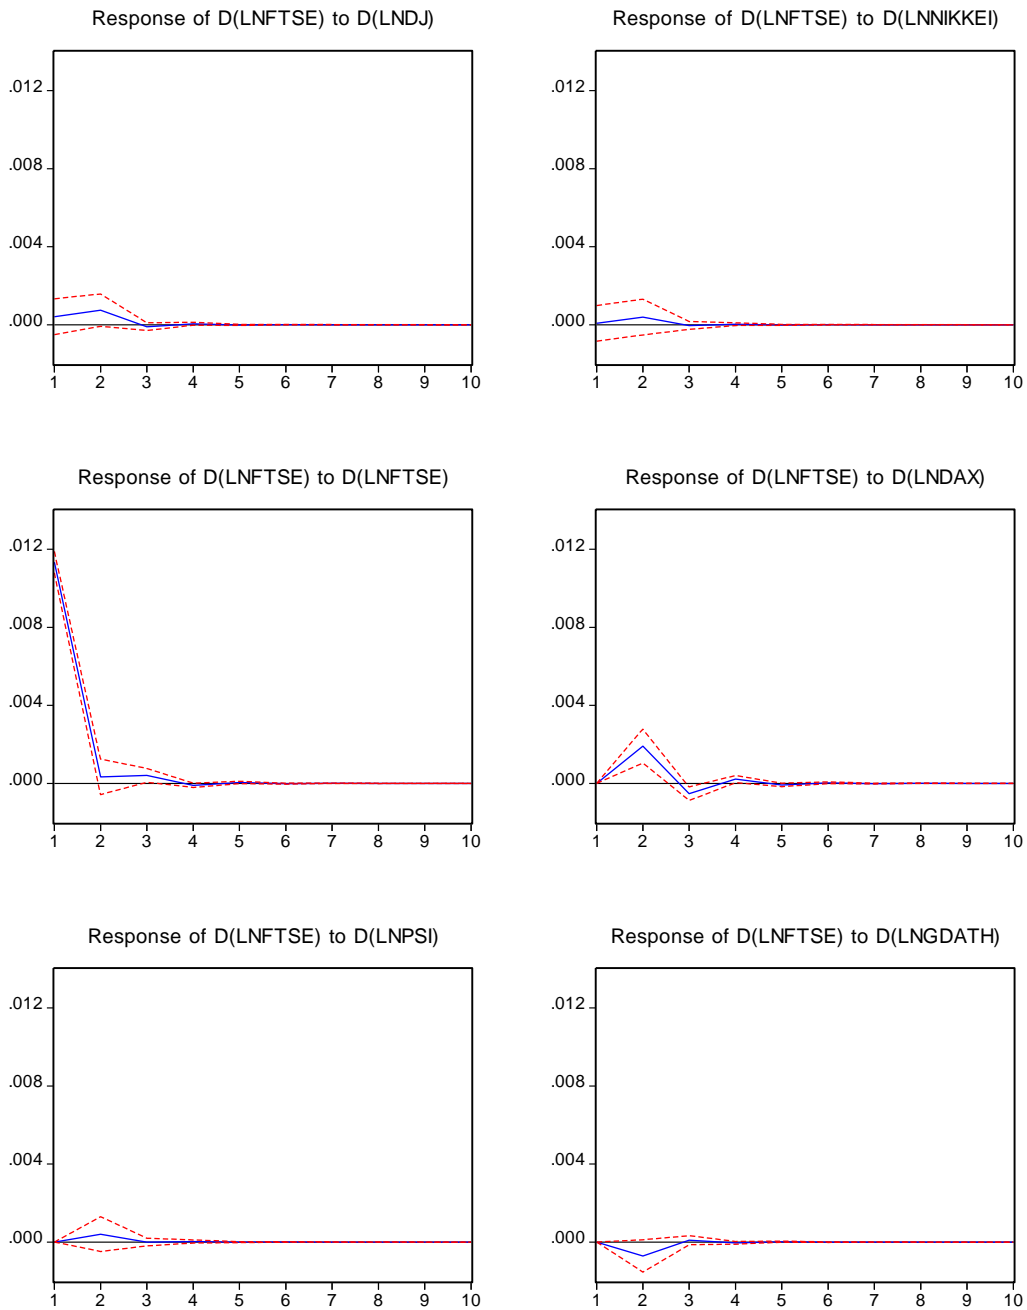 Response of D(LNFTSE) to D(LNDJ)
.012
.008
.004
.000
1 2 3 4 5 6 7 8 9 10
Response of D(LNFTSE) to D(LNNIKKEI)
.012
.008
.004
.000
1 2 3 4 5 6 7 8 9 10
Response of D(LNFTSE) to D(LNFTSE)
.012
.008
.004
.000
1 2 3 4 5 6 7 8 9 10
Response of D(LNFTSE) to D(LNDAX)
.012
.008
.004
.000
1 2 3 4 5 6 7 8 9 10
Response of D(LNFTSE) to D(LNPSI)
.012
.008
.004
.000
1 2 3 4 5 6 7 8 9 10
Response of D(LNFTSE) to D(LNGDATH)
.012
.008
.004
.000
1 2 3 4 5 6 7 8 9 10